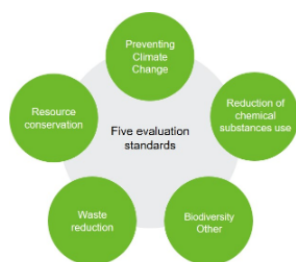 Preventing
Climate
Change
Resource
conservation
Five evaluation
standards
Reduction of
chemical
substances use
Waste
reduction
Biodiversity
Other